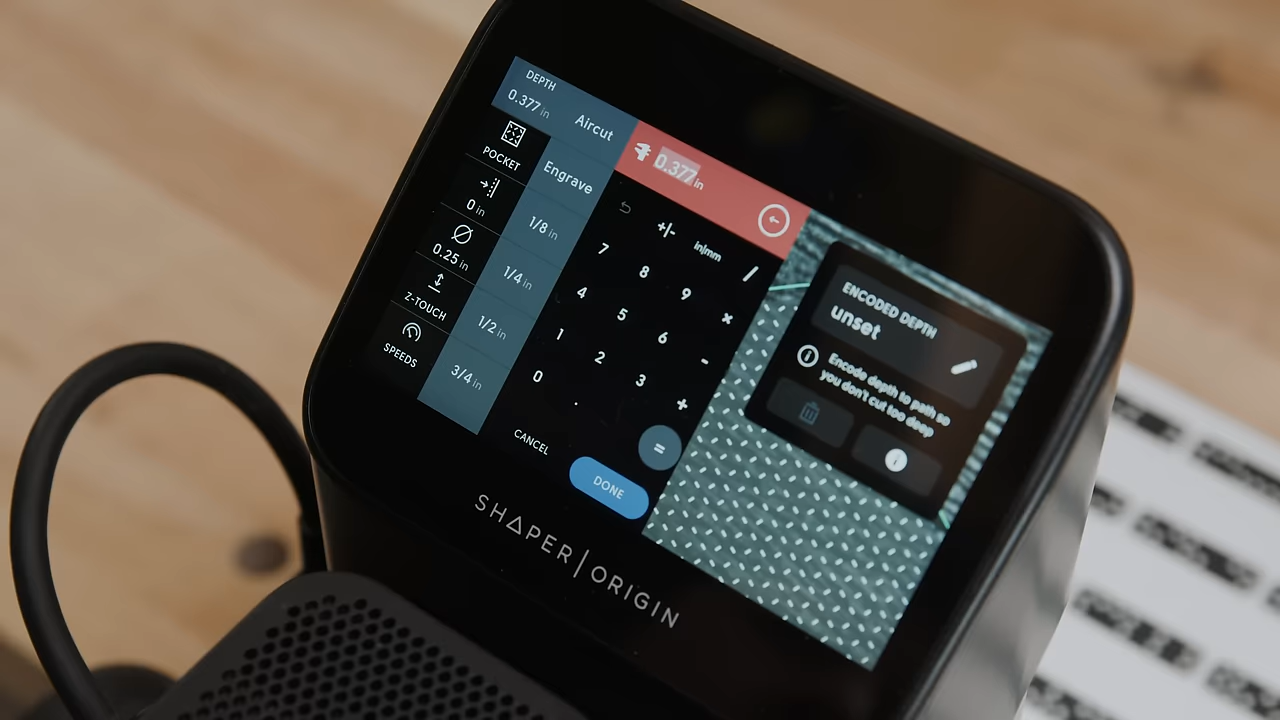 DEPTH
0.377 in
Aircut
POCKET
0 in
0.25 in
Z-TOUCH
SPEEDS
Engrave
1/8 in
1/4 in
1/2 in
3/4 in
0.377 in
+/- in/mm /
7 8 9 ×
4 5 6 -
1 2 3 +
0 . =
CANCEL DONE
ENCODED DEPTH
unset
Encode depth to path so
you don't cut too deep
SHAPER | ORIGIN